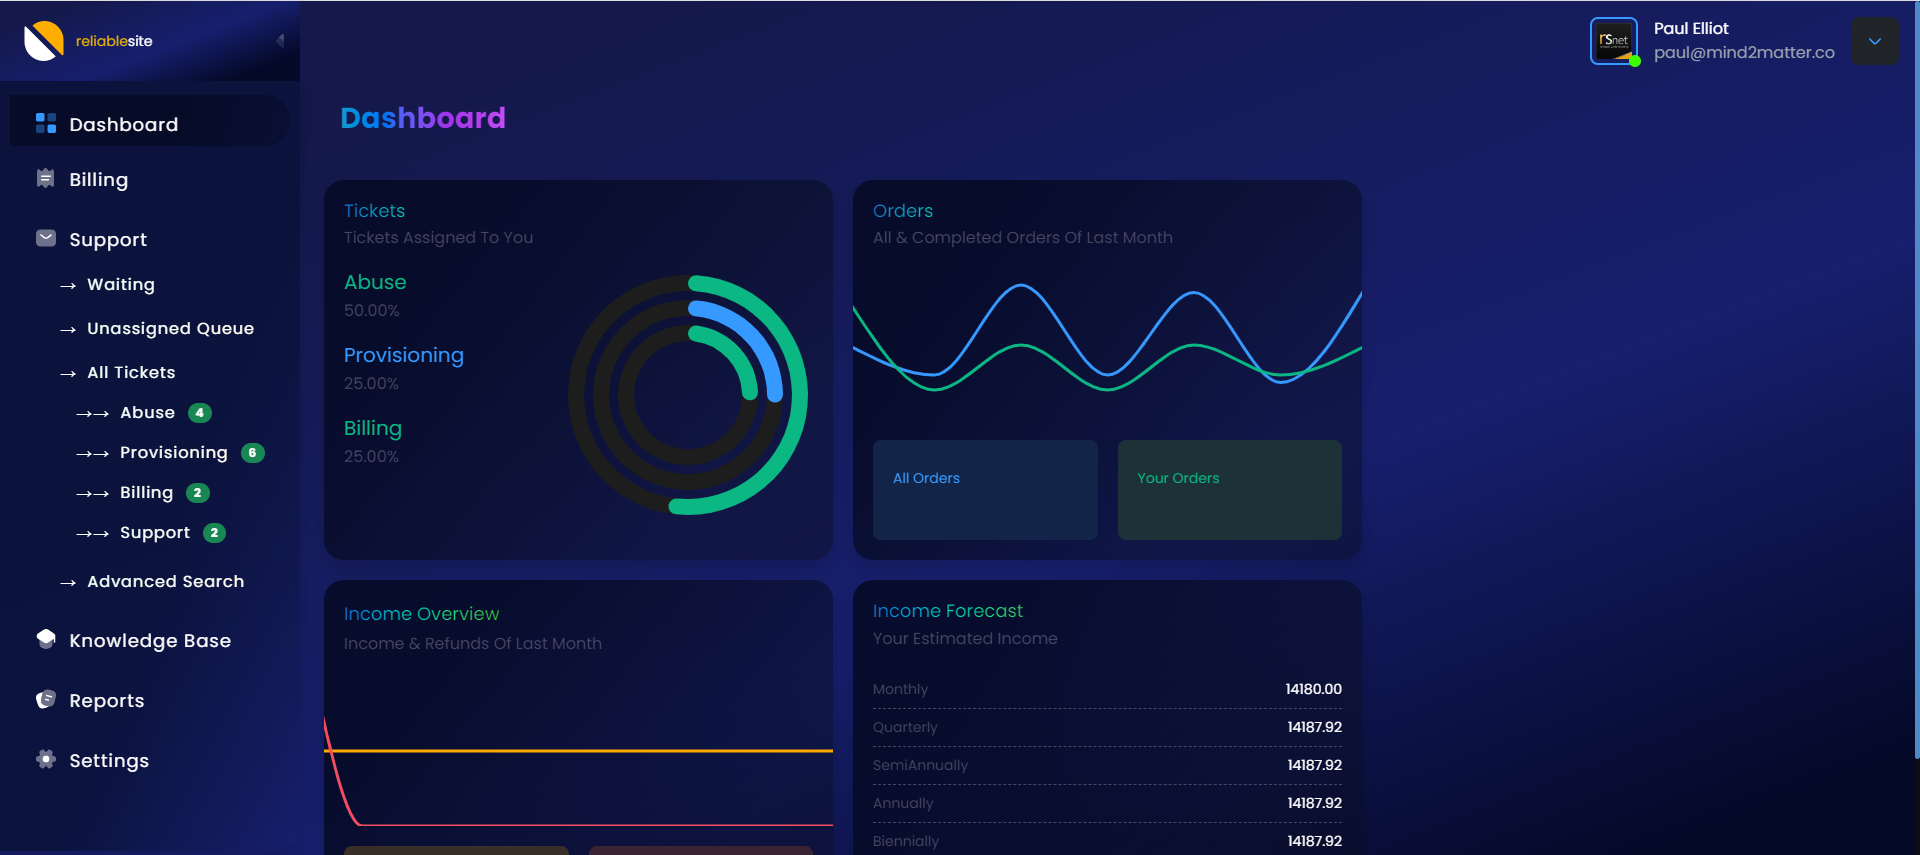 reliablesite
rsnet
Paul Elliot
paul@mind2matter.co
Dashboard
Billing
Support
→ Waiting
→ Unassigned Queue
→ All Tickets
→→ Abuse 4
→→ Provisioning 6
→→ Billing 2
→→ Support 2
→ Advanced Search
Knowledge Base
Reports
Settings
Dashboard
Tickets
Tickets Assigned To You
Abuse
50.00%
Provisioning
25.00%
Billing
25.00%
Orders
All & Completed Orders Of Last Month
All Orders
Your Orders
Income Overview
Income & Refunds Of Last Month
Income Forecast
Your Estimated Income
Monthly 14180.00
Quarterly 14187.92
SemiAnnually 14187.92
Annually 14187.92
Biennially 14187.92